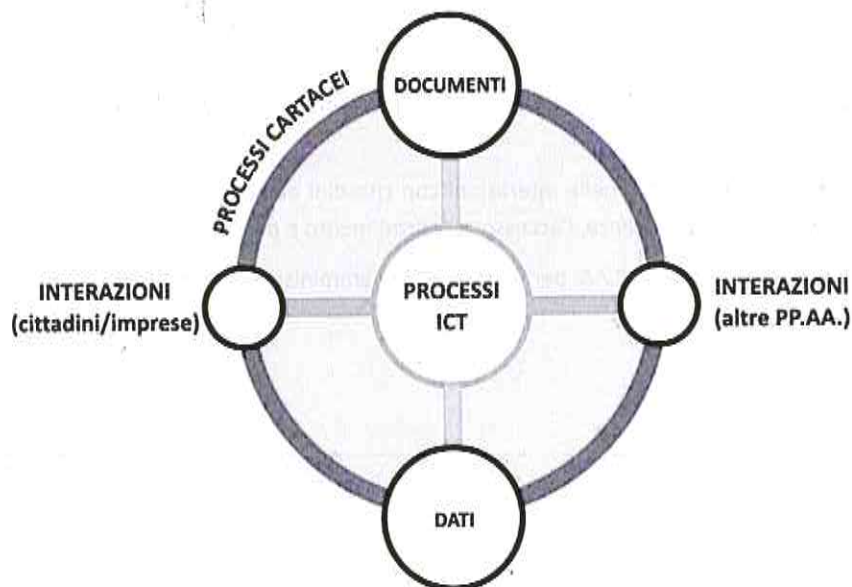 DOCUMENTI
PROCESSI CARTACEI
INTERAZIONI
(cittadini/imprese)
PROCESSI
ICT
INTERAZIONI
(altre PP.AA.)
DATI